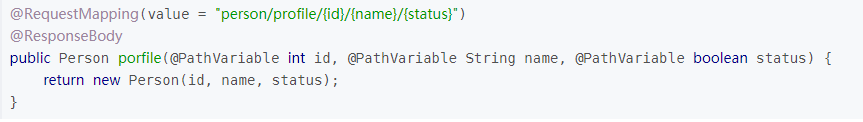 @RequestMapping(value = "person/profile/{id}/{name}/{status}")
@ResponseBody
public Person porfile(@PathVariable int id, @PathVariable String name, @PathVariable boolean status) {
    return new Person(id, name, status);
}